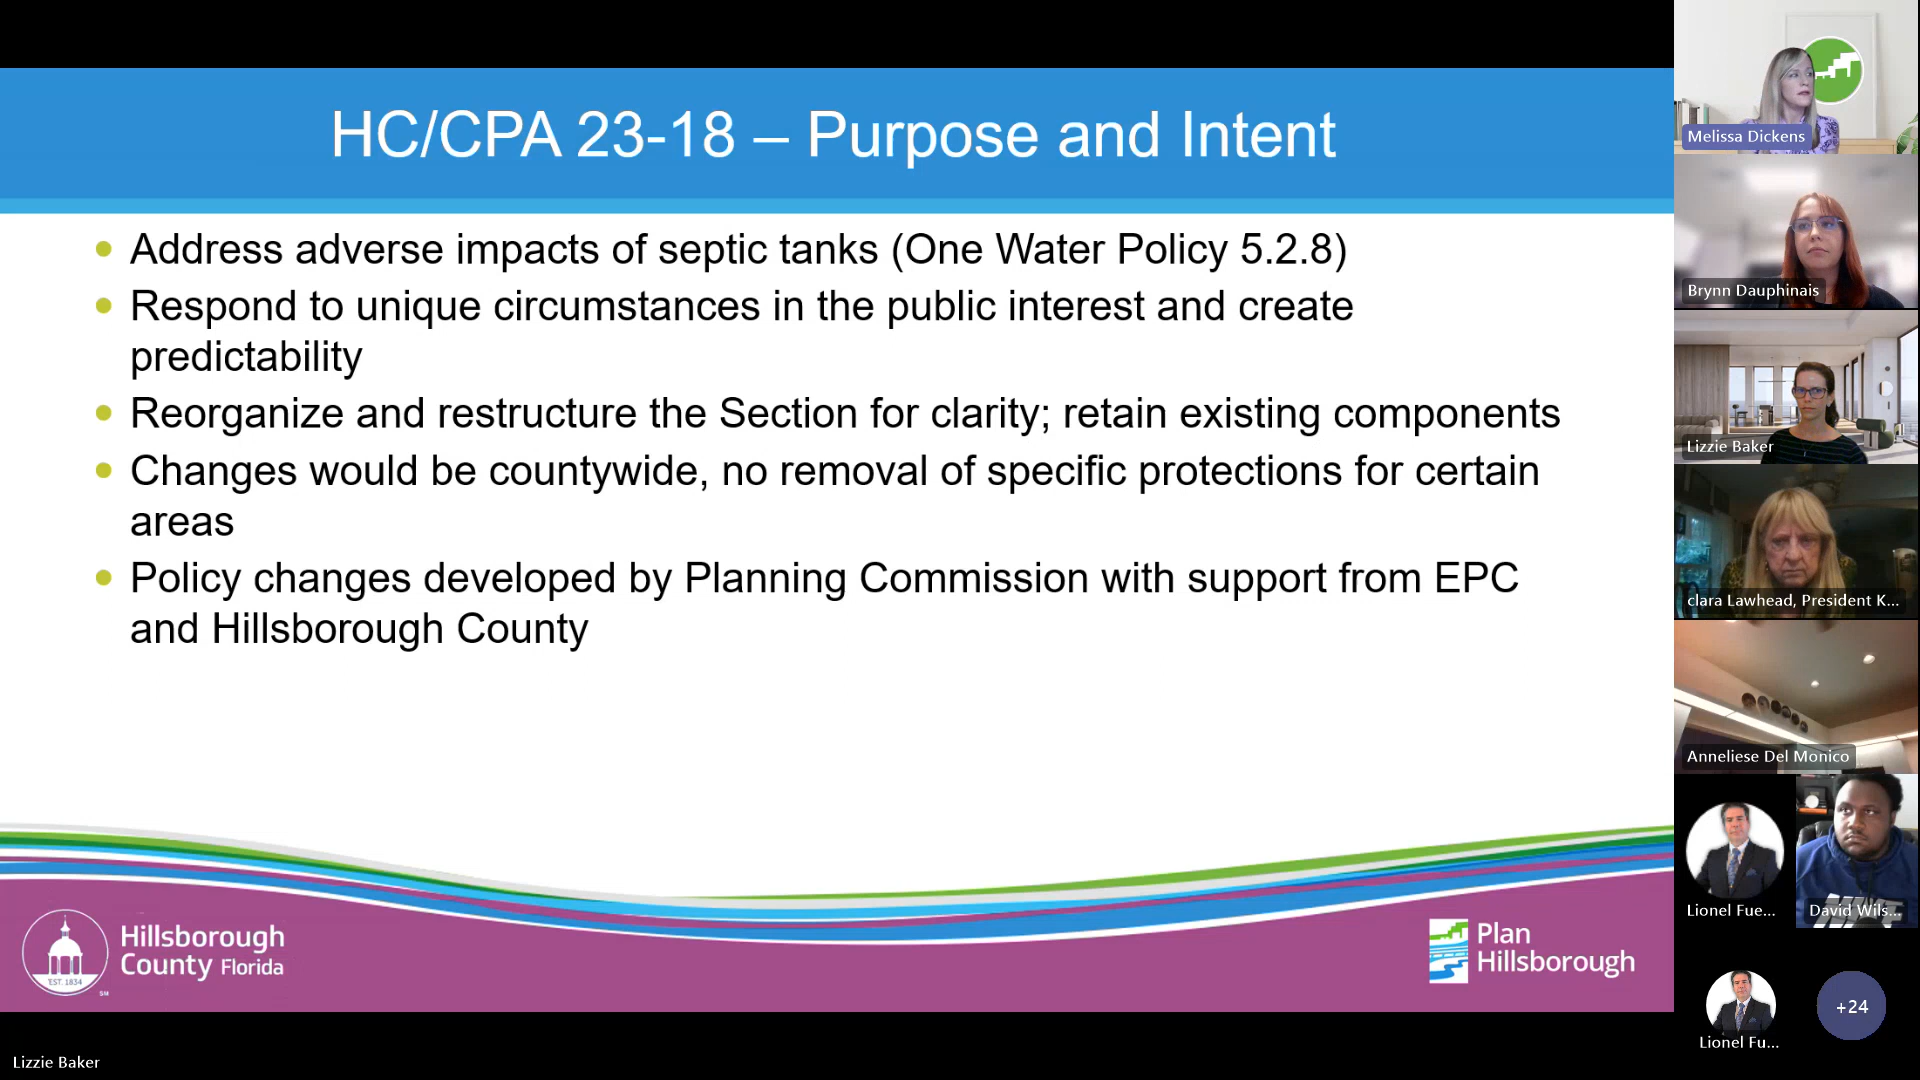 HC/CPA 23-18 – Purpose and Intent
Address adverse impacts of septic tanks (One Water Policy 5.2.8)
Respond to unique circumstances in the public interest and create
predictability
Reorganize and restructure the Section for clarity; retain existing components
Changes would be countywide, no removal of specific protections for certain
areas
Policy changes developed by Planning Commission with support from EPC
and Hillsborough County
EST. 1834
SM
Hillsborough
County Florida
Plan
Hillsborough
Lizzie Baker
Melissa Dickens
Brynn Dauphinais
Lizzie Baker
clara Lawhead, President K...
Anneliese Del Monico
Lionel Fue...
David Wils...
Lionel Fu...
+24